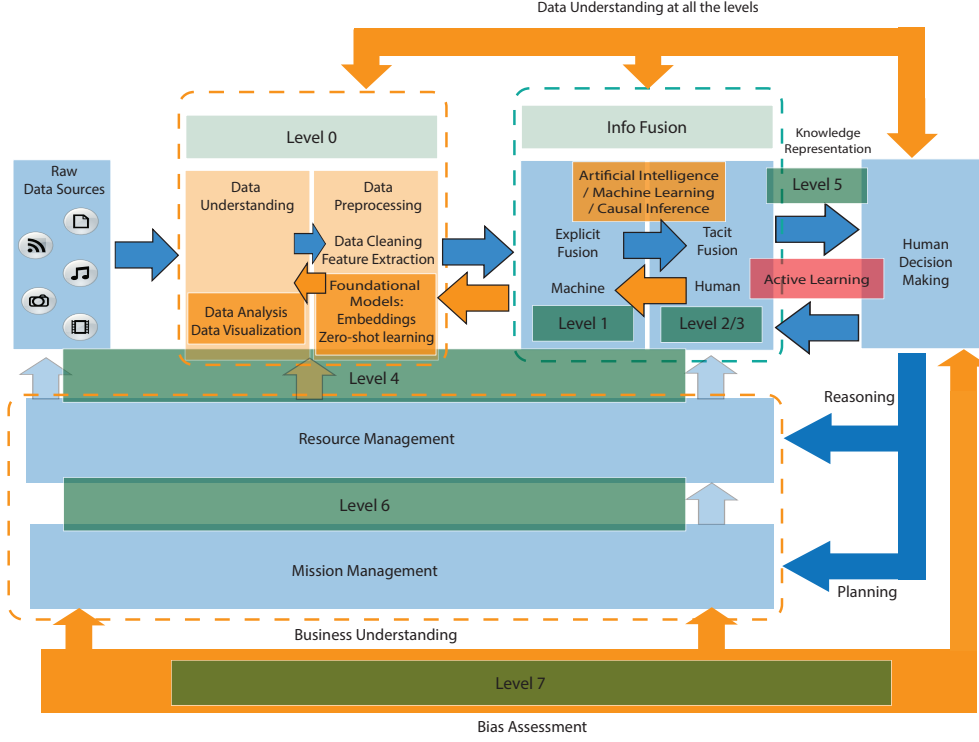 Data Understanding at all the levels
Level 0
Info Fusion
Knowledge
Representation
Raw
Data Sources
Data
Understanding
Data
Preprocessing
Artificial Intelligence
/ Machine Learning
/ Causal Inference
Level 5
Data Cleaning
Feature Extraction
Explicit
Fusion
Tacit
Fusion
Human
Decision
Making
Active Learning
Foundational
Models:
Embeddings
Zero-shot learning
Machine
Human
Data Analysis
Data Visualization
Level 1
Level 2/3
Level 4
Reasoning
Resource Management
Level 6
Mission Management
Planning
Business Understanding
Level 7
Bias Assessment